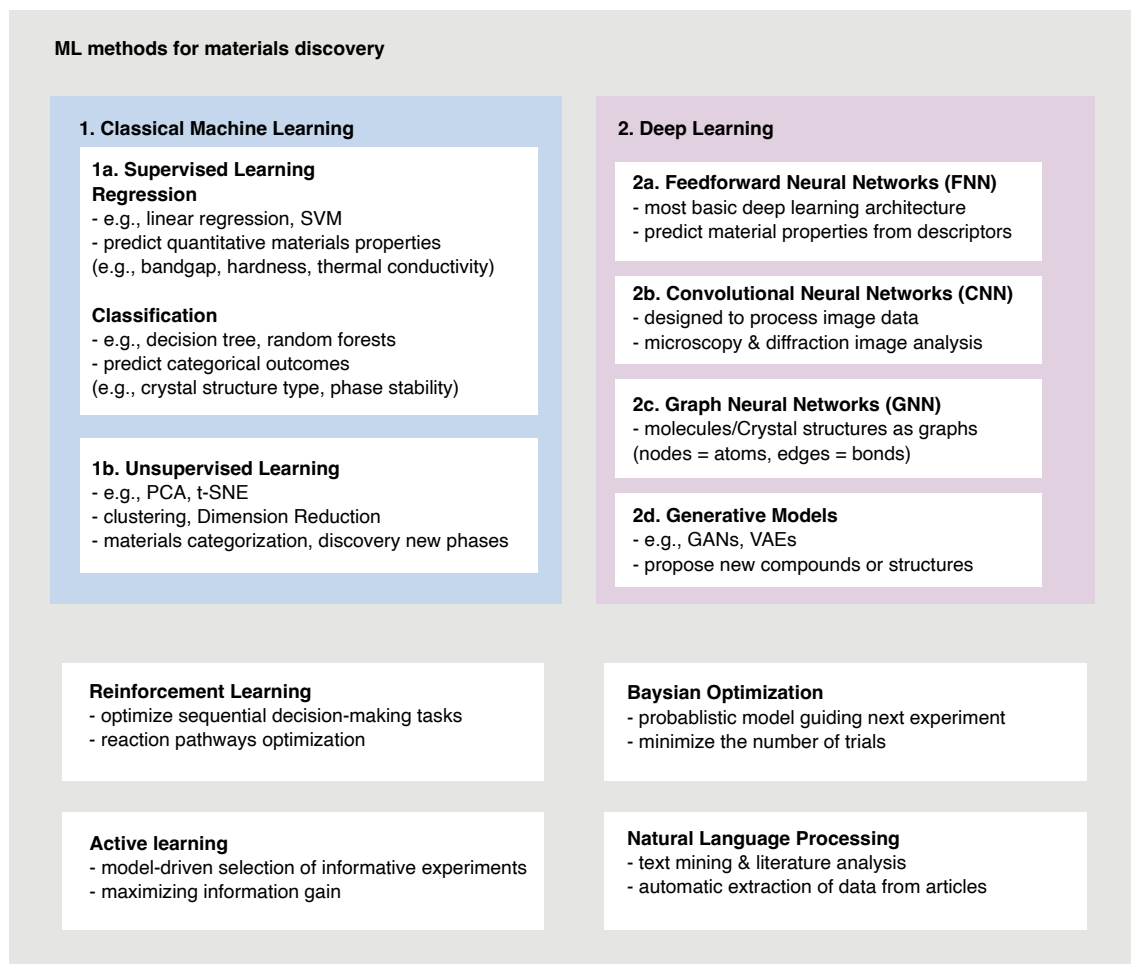 ML methods for materials discovery
1. Classical Machine Learning
1a. Supervised Learning
Regression
- e.g., linear regression, SVM
- predict quantitative materials properties
(e.g., bandgap, hardness, thermal conductivity)
Classification
- e.g., decision tree, random forests
- predict categorical outcomes
(e.g., crystal structure type, phase stability)
1b. Unsupervised Learning
- e.g., PCA, t-SNE
- clustering, Dimension Reduction
- materials categorization, discovery new phases
2. Deep Learning
2a. Feedforward Neural Networks (FNN)
- most basic deep learning architecture
- predict material properties from descriptors
2b. Convolutional Neural Networks (CNN)
- designed to process image data
- microscopy & diffraction image analysis
2c. Graph Neural Networks (GNN)
- molecules/Crystal structures as graphs
(nodes = atoms, edges = bonds)
2d. Generative Models
- e.g., GANs, VAEs
- propose new compounds or structures
Reinforcement Learning
- optimize sequential decision-making tasks
- reaction pathways optimization
Baysian Optimization
- probablistic model guiding next experiment
- minimize the number of trials
Active learning
- model-driven selection of informative experiments
- maximizing information gain
Natural Language Processing
- text mining & literature analysis
- automatic extraction of data from articles